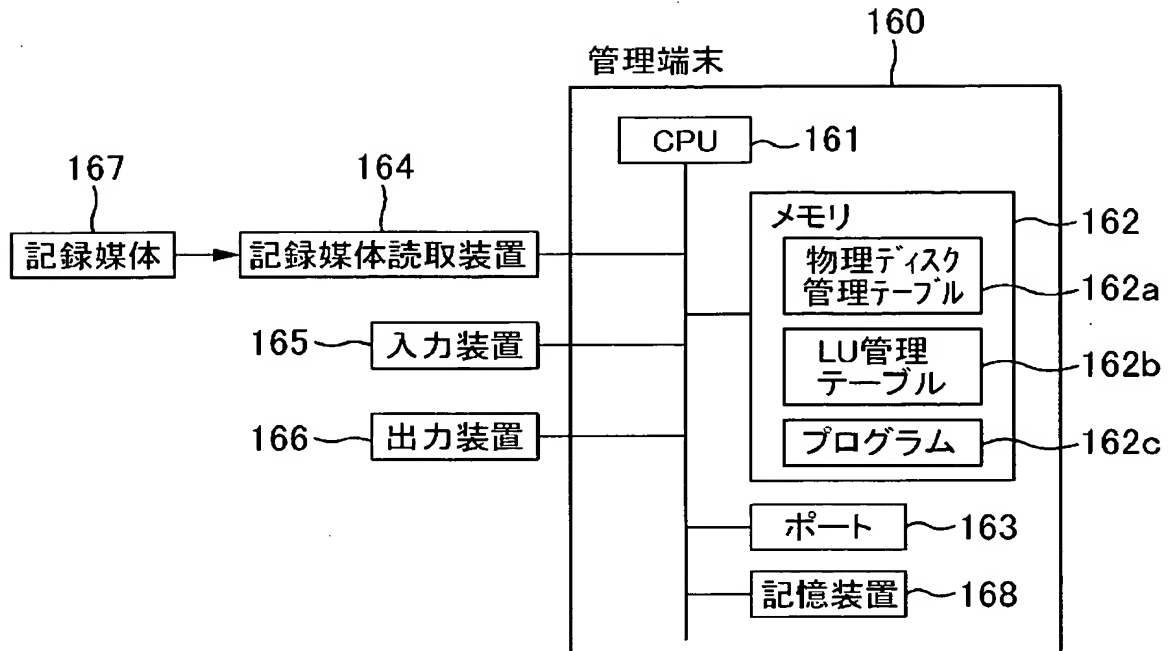 160
管理端末
CPU
161
167
164
メモリ
162
記録媒体
記録媒体読取装置
物理ディスク
管理テーブル
162a
165
入力装置
LU管理
テーブル
162b
166
出力装置
プログラム
162c
ポート
163
記憶装置
168